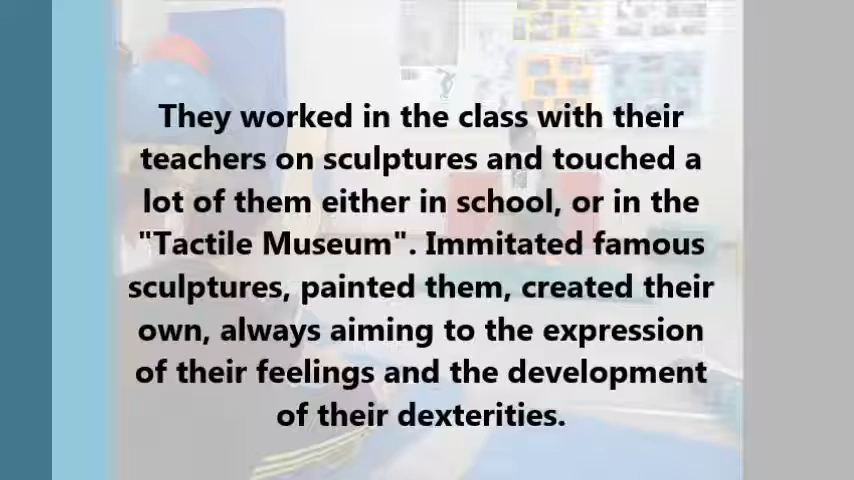 They worked in the class with their
teachers on sculptures and touched a
lot of them either in school, or in the
"Tactile Museum". Immitated famous
sculptures, painted them, created their
own, always aiming to the expression
of their feelings and the development
of their dexterities.